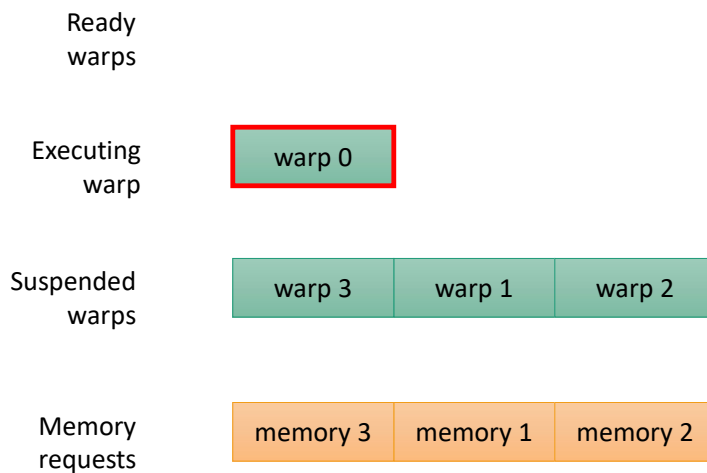 Ready
warps
Executing
warp
warp 0
Suspended
warps
warp 3 warp 1 warp 2
Memory
requests
memory 3 memory 1 memory 2